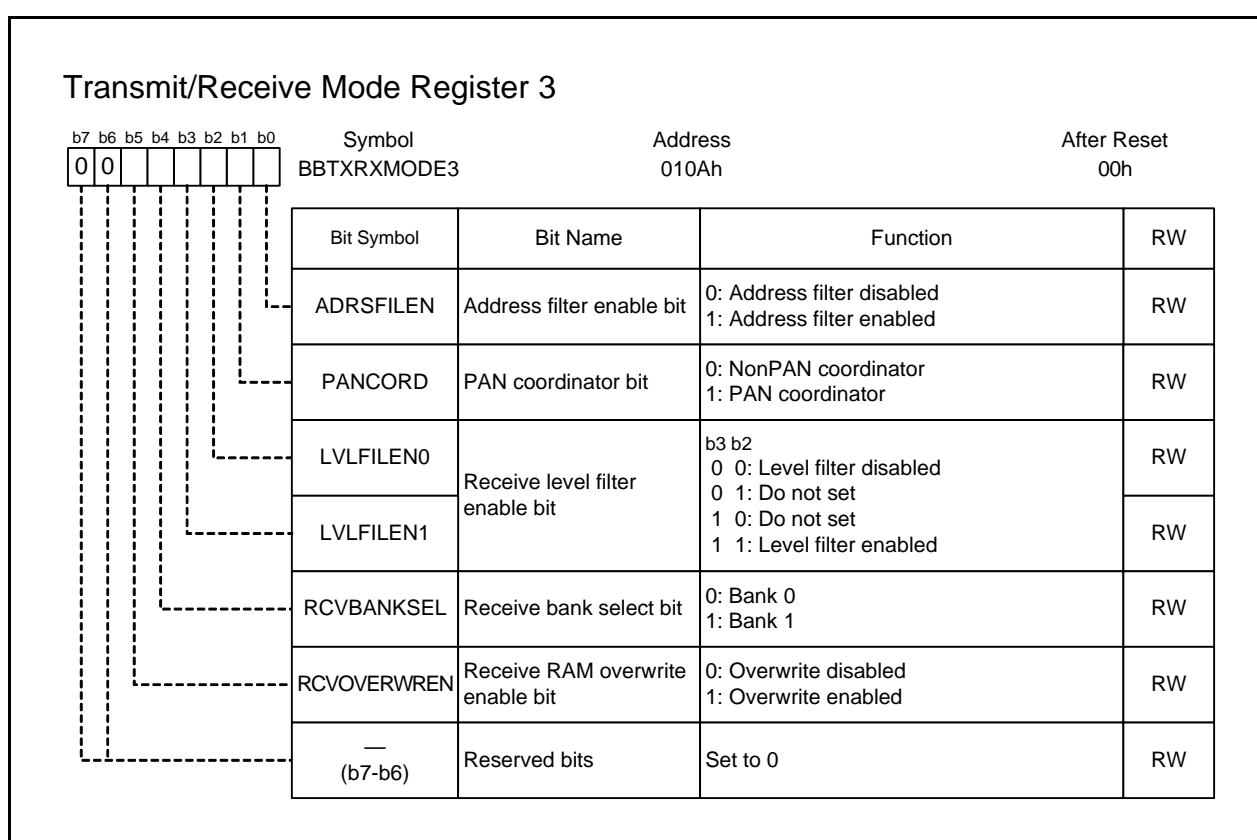 Transmit/Receive Mode Register 3
b7 b6 b5 b4 b3 b2 b1 b0
Symbol Address After Reset
0 0
BBTXRXMODE3 010Ah 00h
Bit Symbol Bit Name Function RW
ADRSFILEN Address filter enable bit 0: Address filter disabled
1: Address filter enabled RW
PANCORD PAN coordinator bit 0: NonPAN coordinator
1: PAN coordinator RW
LVLFILEN0 RW
LVLFILEN1 RW
Receive level filter
enable bit
b3 b2
0 0: Level filter disabled
0 1: Do not set
1 0: Do not set
1 1: Level filter enabled
RCVBANKSEL Receive bank select bit 0: Bank 0
1: Bank 1 RW
RCVOVERWREN Receive RAM overwrite
enable bit 0: Overwrite disabled
1: Overwrite enabled RW
—
(b7-b6) Reserved bits Set to 0 RW